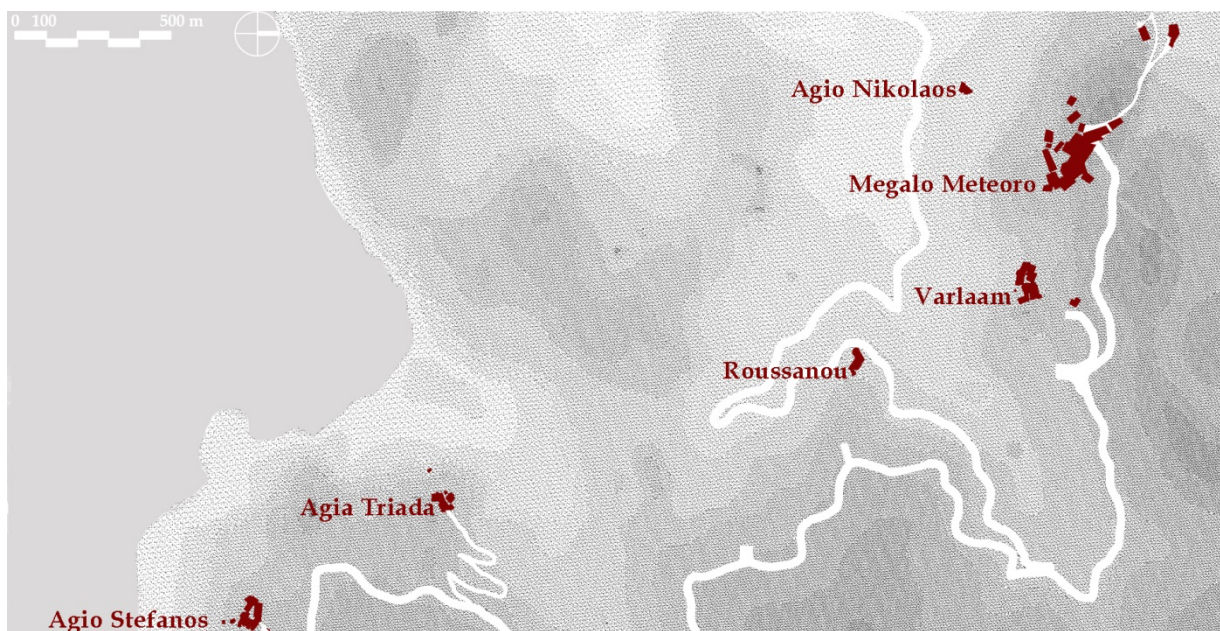 0 100 500 m
Agio Nikolaos
Megalo Meteoro
Varlaam
Roussanou
Agia Triada
Agio Stefanos